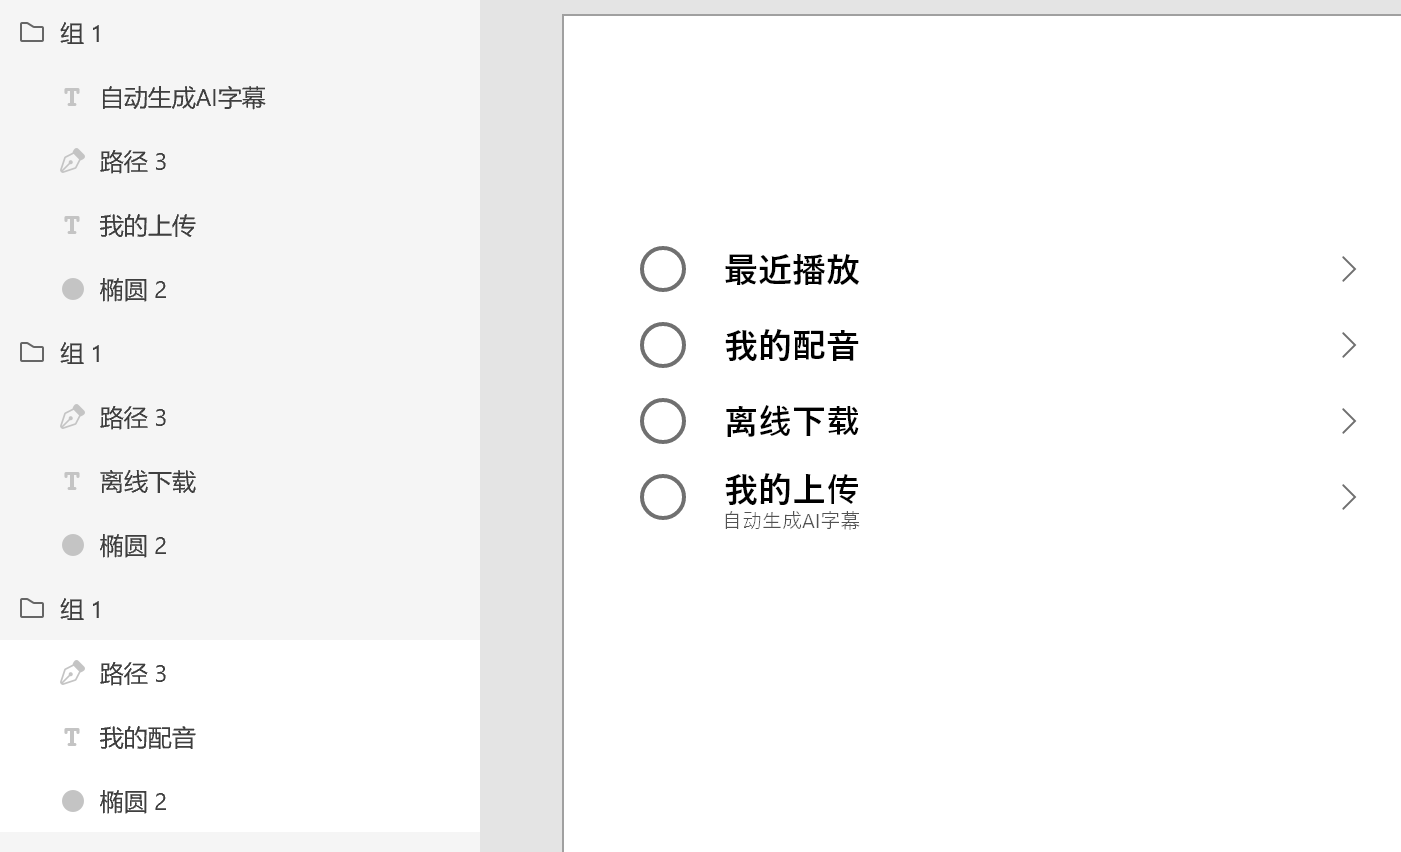 组 1
自动生成AI字幕
路径 3
我的上传
椭圆 2
组 1
路径 3
离线下载
椭圆 2
组 1
路径 3
我的配音
椭圆 2
最近播放
我的配音
离线下载
我的上传
自动生成AI字幕